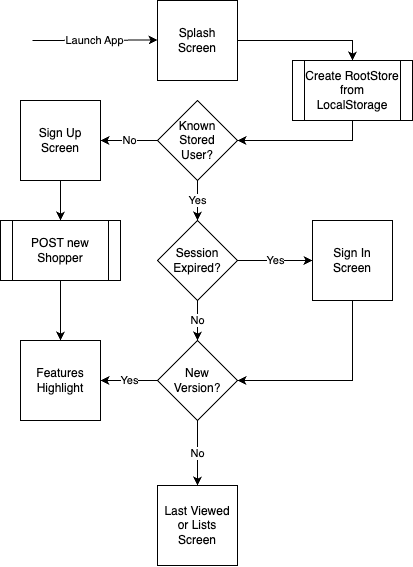 Launch App
Splash
Screen
Create RootStore
from
LocalStorage
Sign Up
Screen
No
Known
Stored
User?
Yes
POST new
Shopper
Session
Expired?
Yes
Sign In
Screen
No
Features
Highlight
Yes
New
Version?
No
Last Viewed
or Lists
Screen